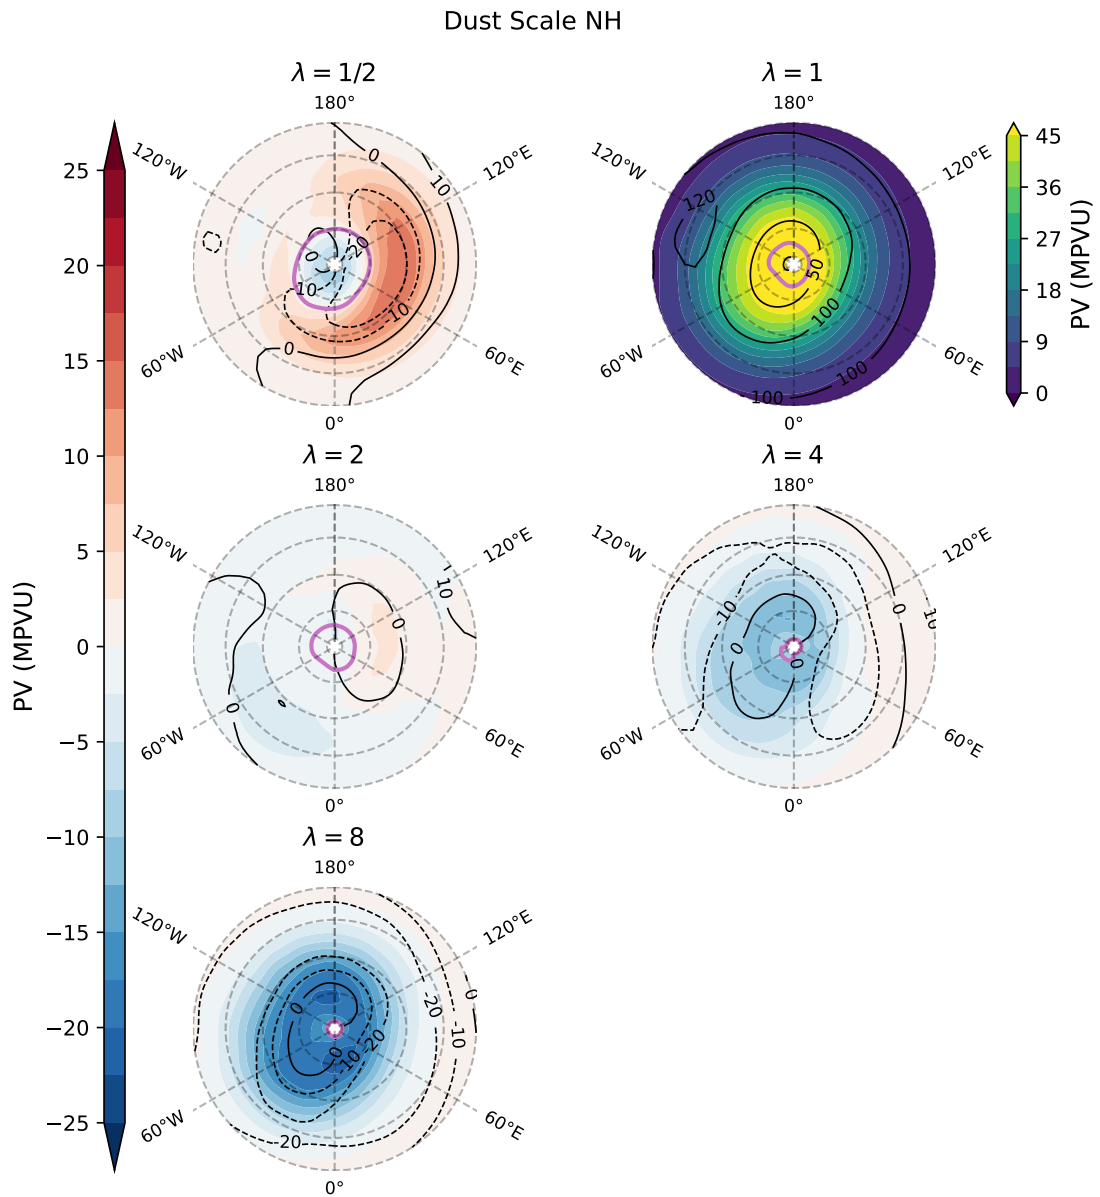 Dust Scale NH
λ = 1/2
180°
120°W
120°E
60°W
60°E
0°
0
10
0
-20
-10
-10
0
λ = 1
180°
120°W
120°E
60°W
60°E
0°
120
50
100
100
100
λ = 2
180°
120°W
120°E
60°W
60°E
0°
10
0
0
λ = 4
180°
120°W
120°E
60°W
60°E
0°
-10
0
0
0
10
λ = 8
180°
120°W
120°E
60°W
60°E
0°
0
0
-10
-20
-20
-10
0
-20
PV (MPVU)
25
20
15
10
5
0
−5
−10
−15
−20
−25
PV (MPVU)
45
36
27
18
9
0